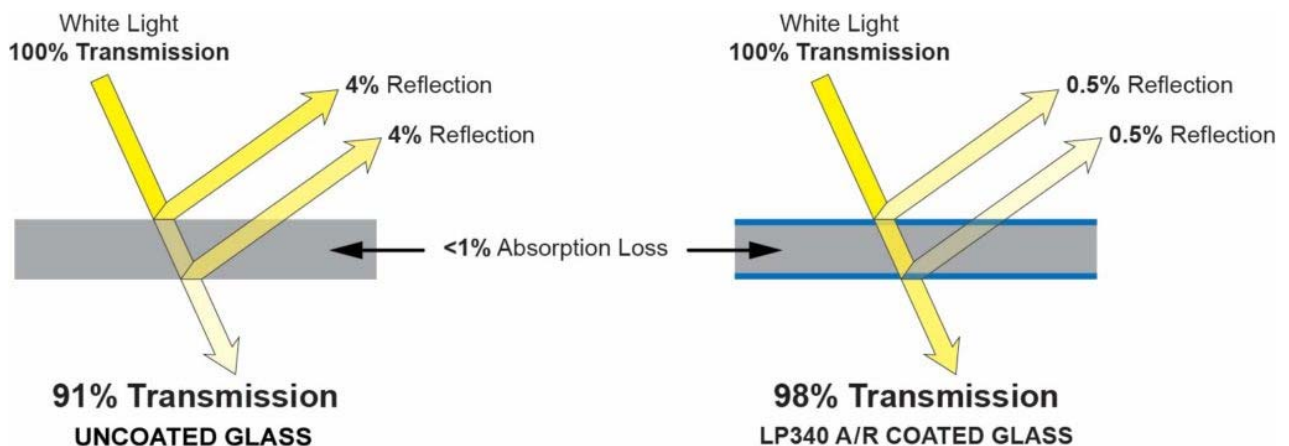 White Light
100% Transmission
4% Reflection
4% Reflection
91% Transmission
UNCOATED GLASS
<1% Absorption Loss
White Light
100% Transmission
0.5% Reflection
0.5% Reflection
98% Transmission
LP340 A/R COATED GLASS